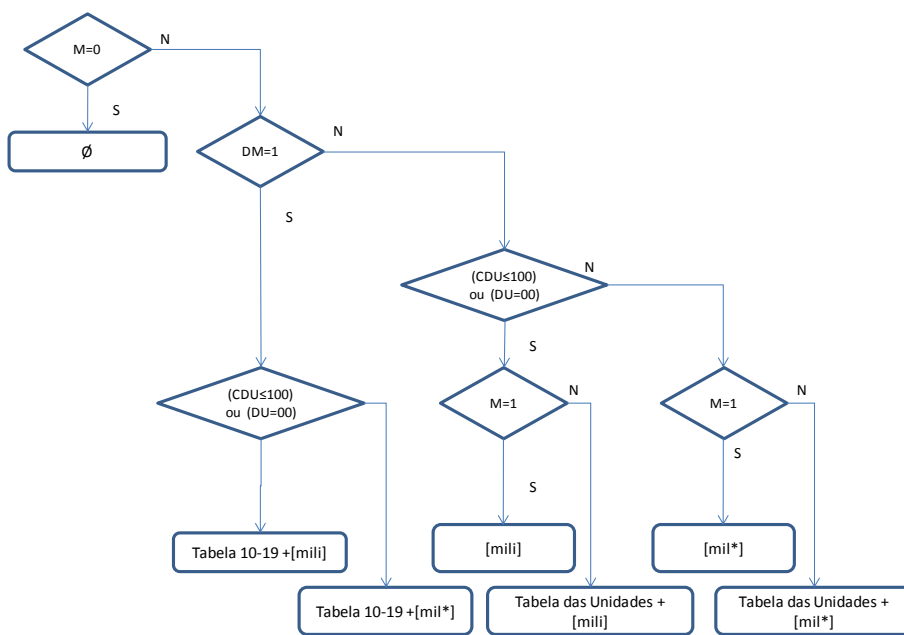 M=0
N
S
Ø
DM=1
N
S
(CDU≤100)
ou (DU=00)
N
S
(CDU≤100)
ou (DU=00)
M=1
N
S
M=1
N
S
Tabela 10-19 +[mili]
[mili]
[mil*]
Tabela 10-19 +[mil*]
Tabela das Unidades +
[mili]
Tabela das Unidades +
[mil*]